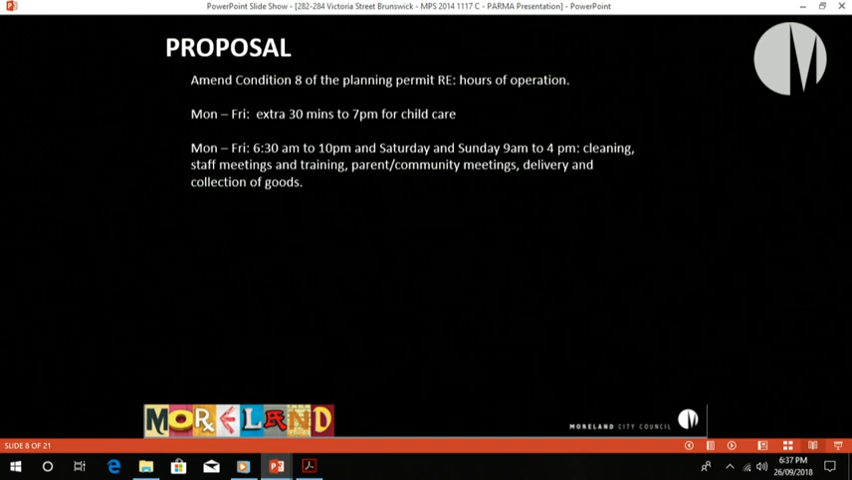 PowerPoint Slide Show - [282-284 Victoria Street Brunswick - MPS 2014 1117 C - PARMA Presentation] - PowerPoint
PROPOSAL
Amend Condition 8 of the planning permit RE: hours of operation.
Mon – Fri: extra 30 mins to 7pm for child care
Mon – Fri: 6:30 am to 10pm and Saturday and Sunday 9am to 4 pm: cleaning,
staff meetings and training, parent/community meetings, delivery and
collection of goods.
MORELAND
MORELAND CITY COUNCIL
SLIDE 8 OF 21
6:37 PM
26/09/2018